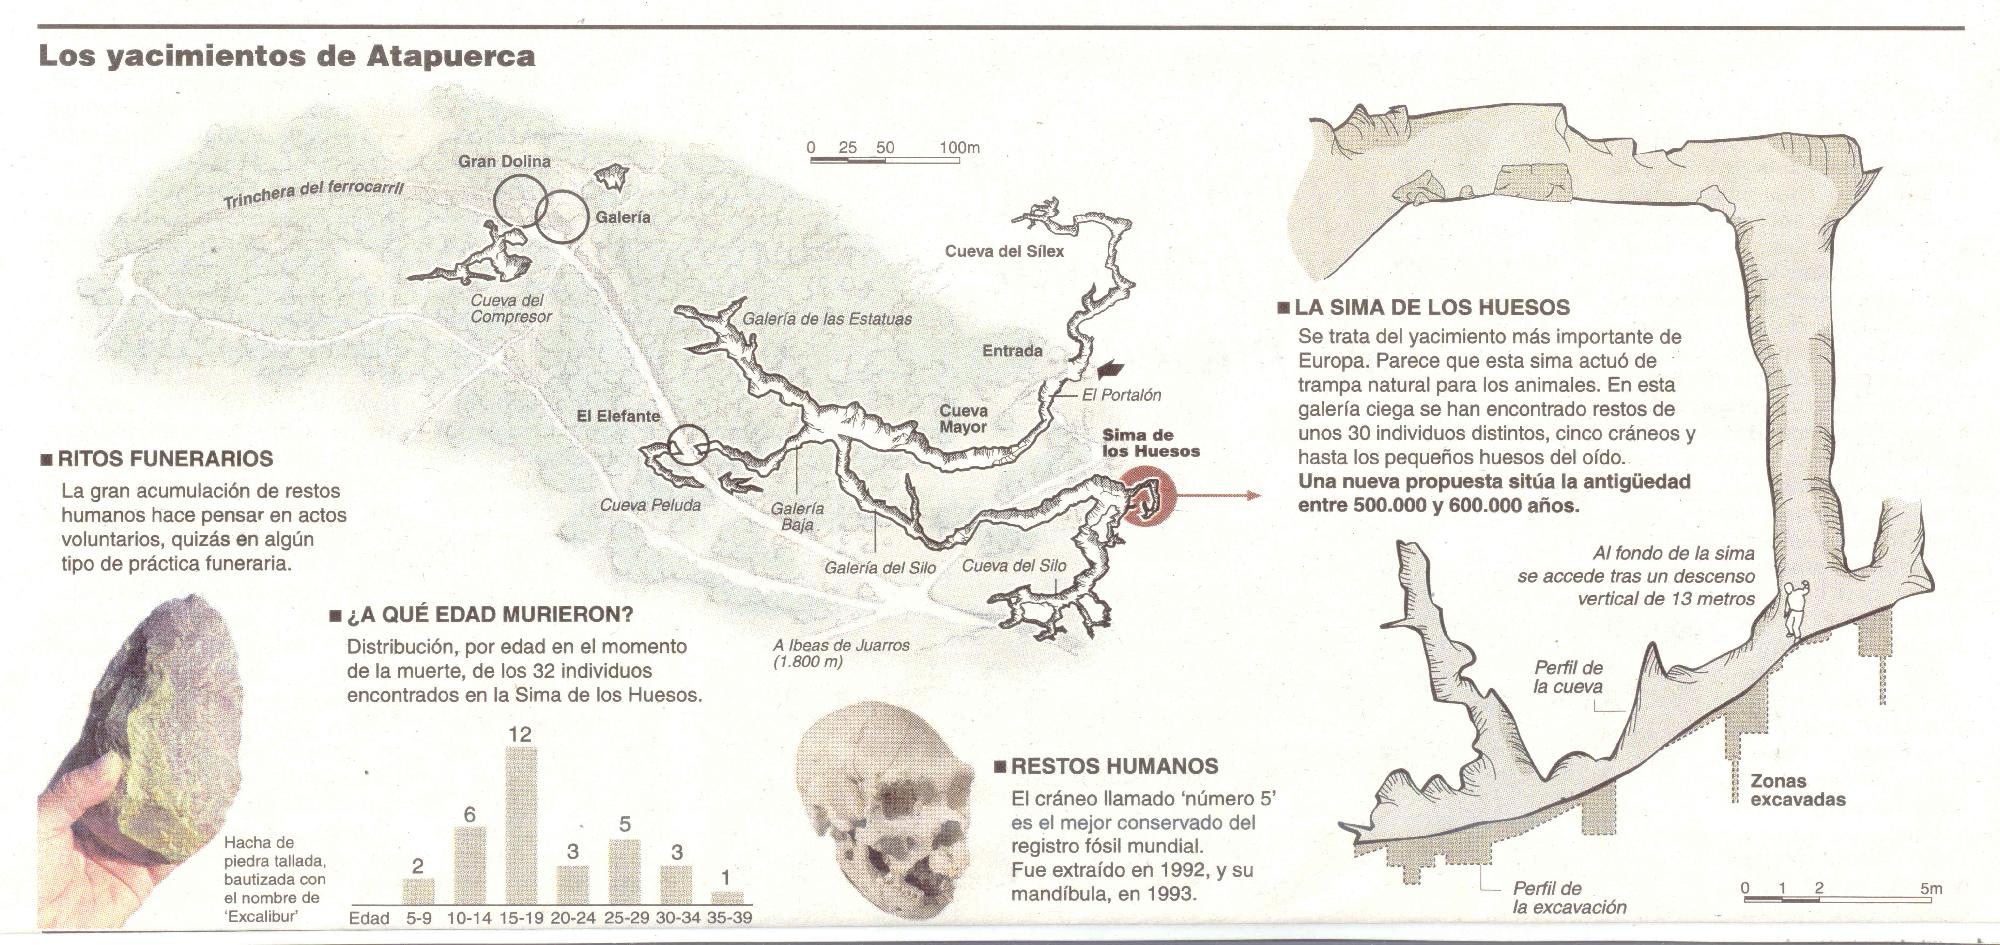 Los yacimientos de Atapuerca
Gran Dolina
Trinchera del ferrocarril
Galería
Cueva del
Compresor
0 25 50 100m
Cueva del Sílex
Galería de las Estatuas
Entrada
El Portalón
El Elefante
Cueva
Mayor
Sima de
los Huesos
Cueva Peluda
Galería
Baja
Galería del Silo
Cueva del Silo
A Ibeas de Juarros
(1.800 m)
RITOS FUNERARIOS
La gran acumulación de restos
humanos hace pensar en actos
voluntarios, quizás en algún
tipo de práctica funeraria.
Hacha de
piedra tallada,
bautizada con
el nombre de
'Excalibur'
¿A QUÉ EDAD MURIERON?
Distribución, por edad en el momento
de la muerte, de los 32 individuos
encontrados en la Sima de los Huesos.
2 6 12 3 5 3 1
Edad 5-9 10-14 15-19 20-24 25-29 30-34 35-39
RESTOS HUMANOS
El cráneo llamado 'número 5'
es el mejor conservado del
registro fósil mundial.
Fue extraído en 1992, y su
mandíbula, en 1993.
LA SIMA DE LOS HUESOS
Se trata del yacimiento más importante de
Europa. Parece que esta sima actuó de
trampa natural para los animales. En esta
galería ciega se han encontrado restos de
unos 30 individuos distintos, cinco cráneos y
hasta los pequeños huesos del oído.
Una nueva propuesta sitúa la antigüedad
entre 500.000 y 600.000 años.
Al fondo de la sima
se accede tras un descenso
vertical de 13 metros
Perfil de
la cueva
Zonas
excavadas
Perfil de
la excavación
0 1 2 5m